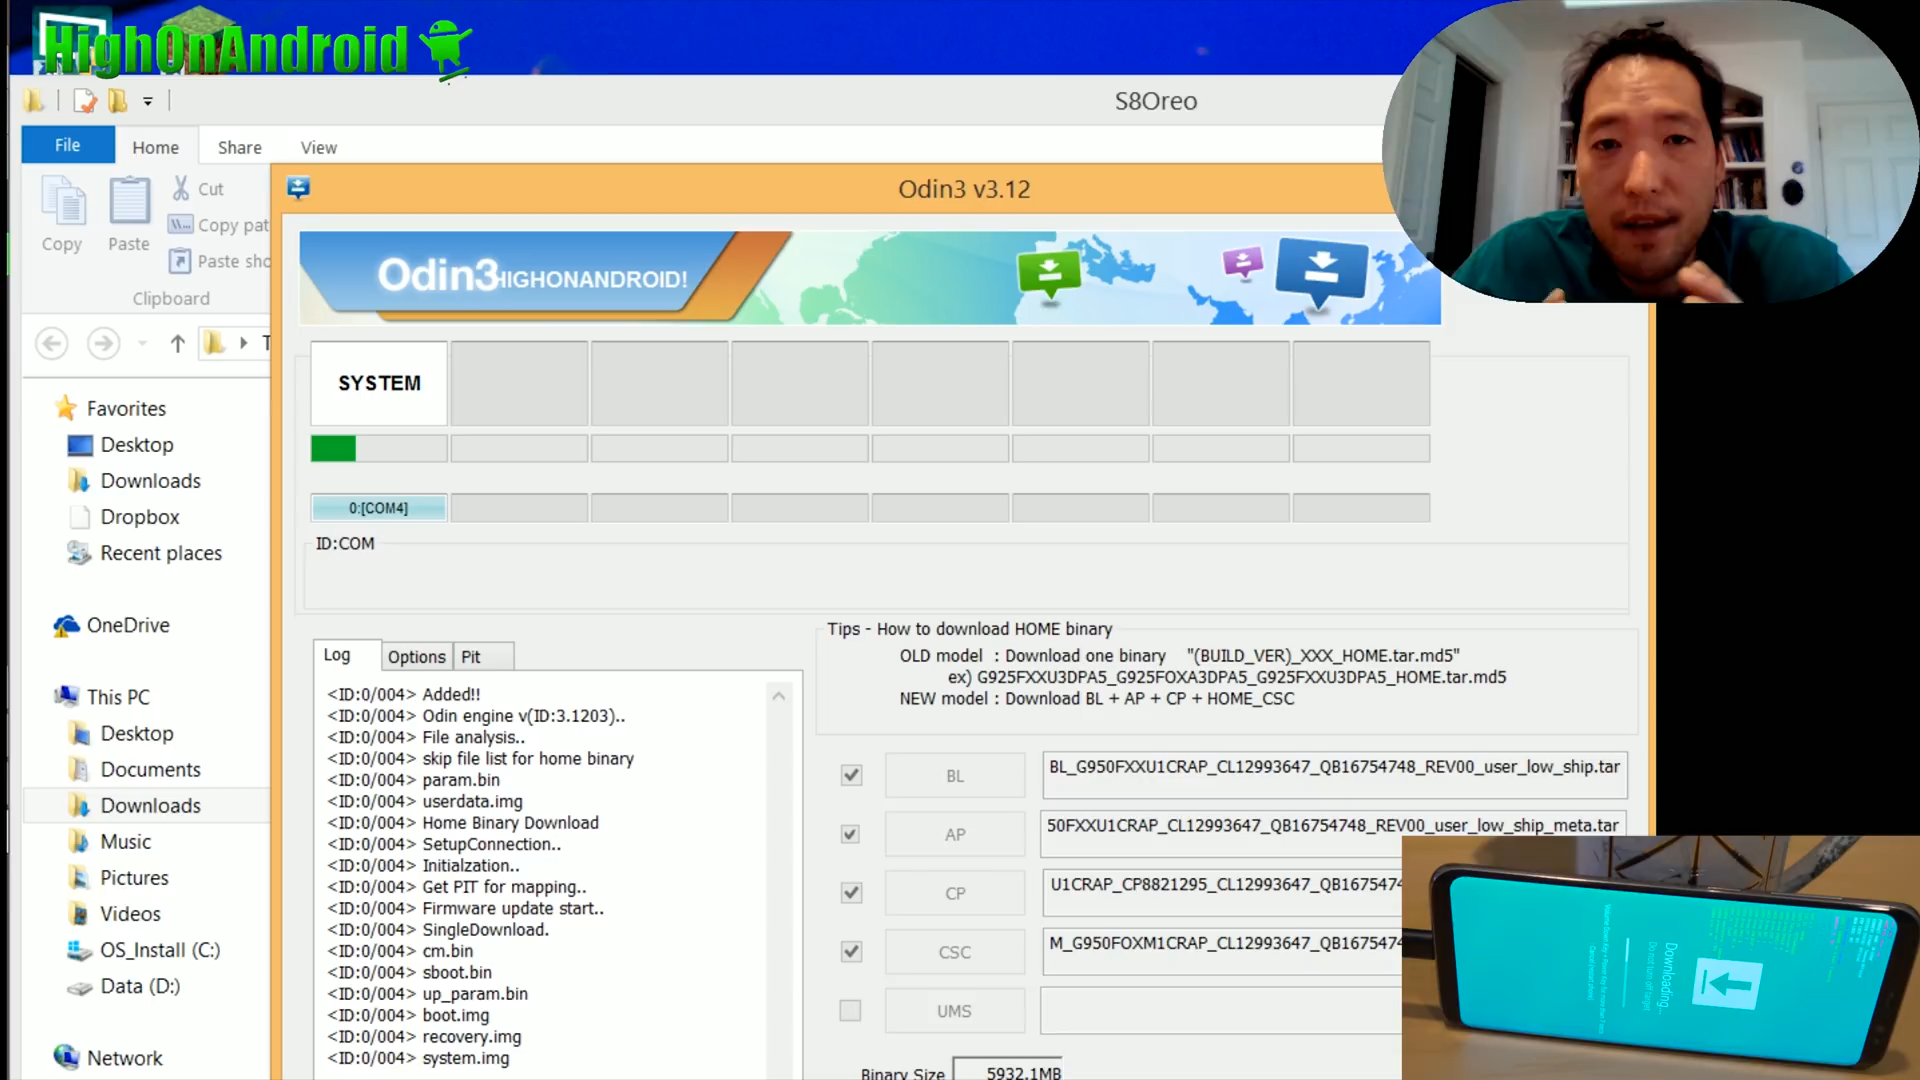 HighOnAndroid
S8Oreo
File
Home
Share
View
Copy
Paste
Cut
Copy pat
Paste sho
Clipboard
T
Odin3 v3.12
Odin3 HIGHONANDROID!
SYSTEM
0:[COM4]
ID:COM
Favorites
Desktop
Downloads
Dropbox
Recent places
OneDrive
This PC
Desktop
Documents
Downloads
Music
Pictures
Videos
OS_Install (C:)
Data (D:)
Network
Log
Options
Pit
<ID:0/004> Added!!
<ID:0/004> Odin engine v(ID:3.1203)..
<ID:0/004> File analysis..
<ID:0/004> skip file list for home binary
<ID:0/004> param.bin
<ID:0/004> userdata.img
<ID:0/004> Home Binary Download
<ID:0/004> SetupConnection..
<ID:0/004> Initialzation..
<ID:0/004> Get PIT for mapping..
<ID:0/004> Firmware update start..
<ID:0/004> SingleDownload.
<ID:0/004> cm.bin
<ID:0/004> sboot.bin
<ID:0/004> up_param.bin
<ID:0/004> boot.img
<ID:0/004> recovery.img
<ID:0/004> system.img
Tips - How to download HOME binary
OLD model : Download one binary "(BUILD_VER)_XXX_HOME.tar.md5"
ex) G925FXXU3DPA5_G925FOXA3DPA5_G925FXXU3DPA5_HOME.tar.md5
NEW model : Download BL + AP + CP + HOME_CSC
BL
BL_G950FXXU1CRAP_CL12993647_QB16754748_REV00_user_low_ship.tar
AP
50FXXU1CRAP_CL12993647_QB16754748_REV00_user_low_ship_meta.tar
CP
U1CRAP_CP8821295_CL12993647_QB1675474
CSC
M_G950FOXM1CRAP_CL12993647_QB1675474
UMS
Binary Size
5932.1MB
Downloading...
Do not turn off target